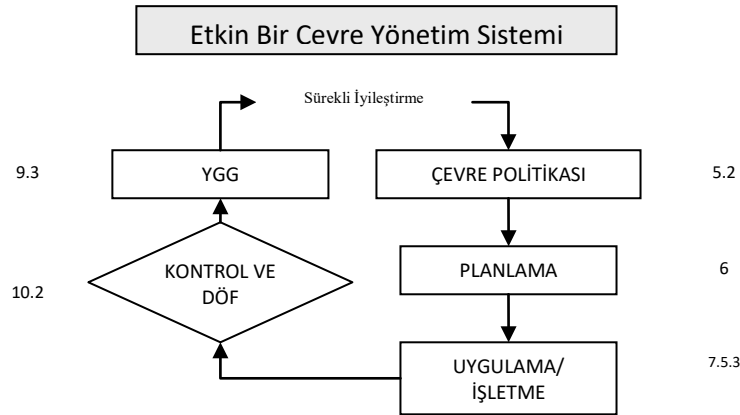 Etkin Bir Cevre Yönetim Sistemi
Sürekli İyileştirme
9.3
YGG
ÇEVRE POLİTİKASI
5.2
10.2
KONTROL VE
DÖF
PLANLAMA
6
UYGULAMA/
İŞLETME
7.5.3